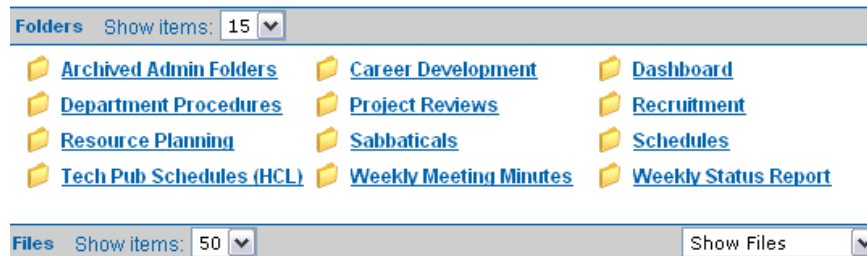 Folders Show items: 15
Archived Admin Folders Career Development Dashboard
Department Procedures Project Reviews Recruitment
Resource Planning Sabbaticals Schedules
Tech Pub Schedules (HCL) Weekly Meeting Minutes Weekly Status Report
Files Show items: 50 Show Files